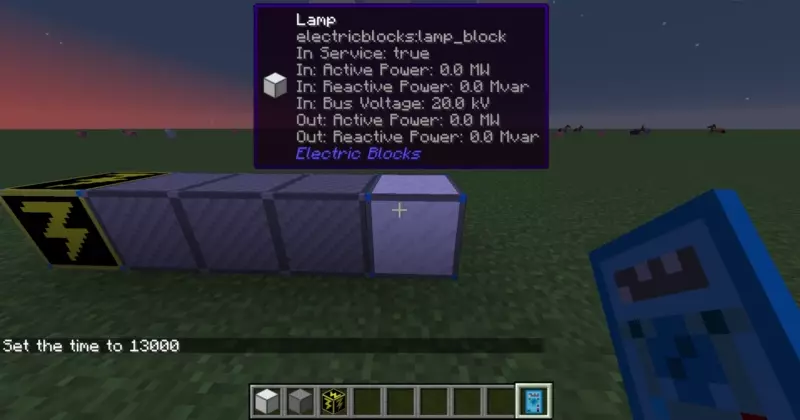 Lamp
electricblocks:lamp_block
In Service: true
In: Active Power: 0.0 MW
In: Reactive Power: 0.0 Mvar
In: Bus Voltage: 20.0 kV
Out: Active Power: 0.0 MW
Out: Reactive Power: 0.0 Mvar
Electric Blocks
Set the time to 13000